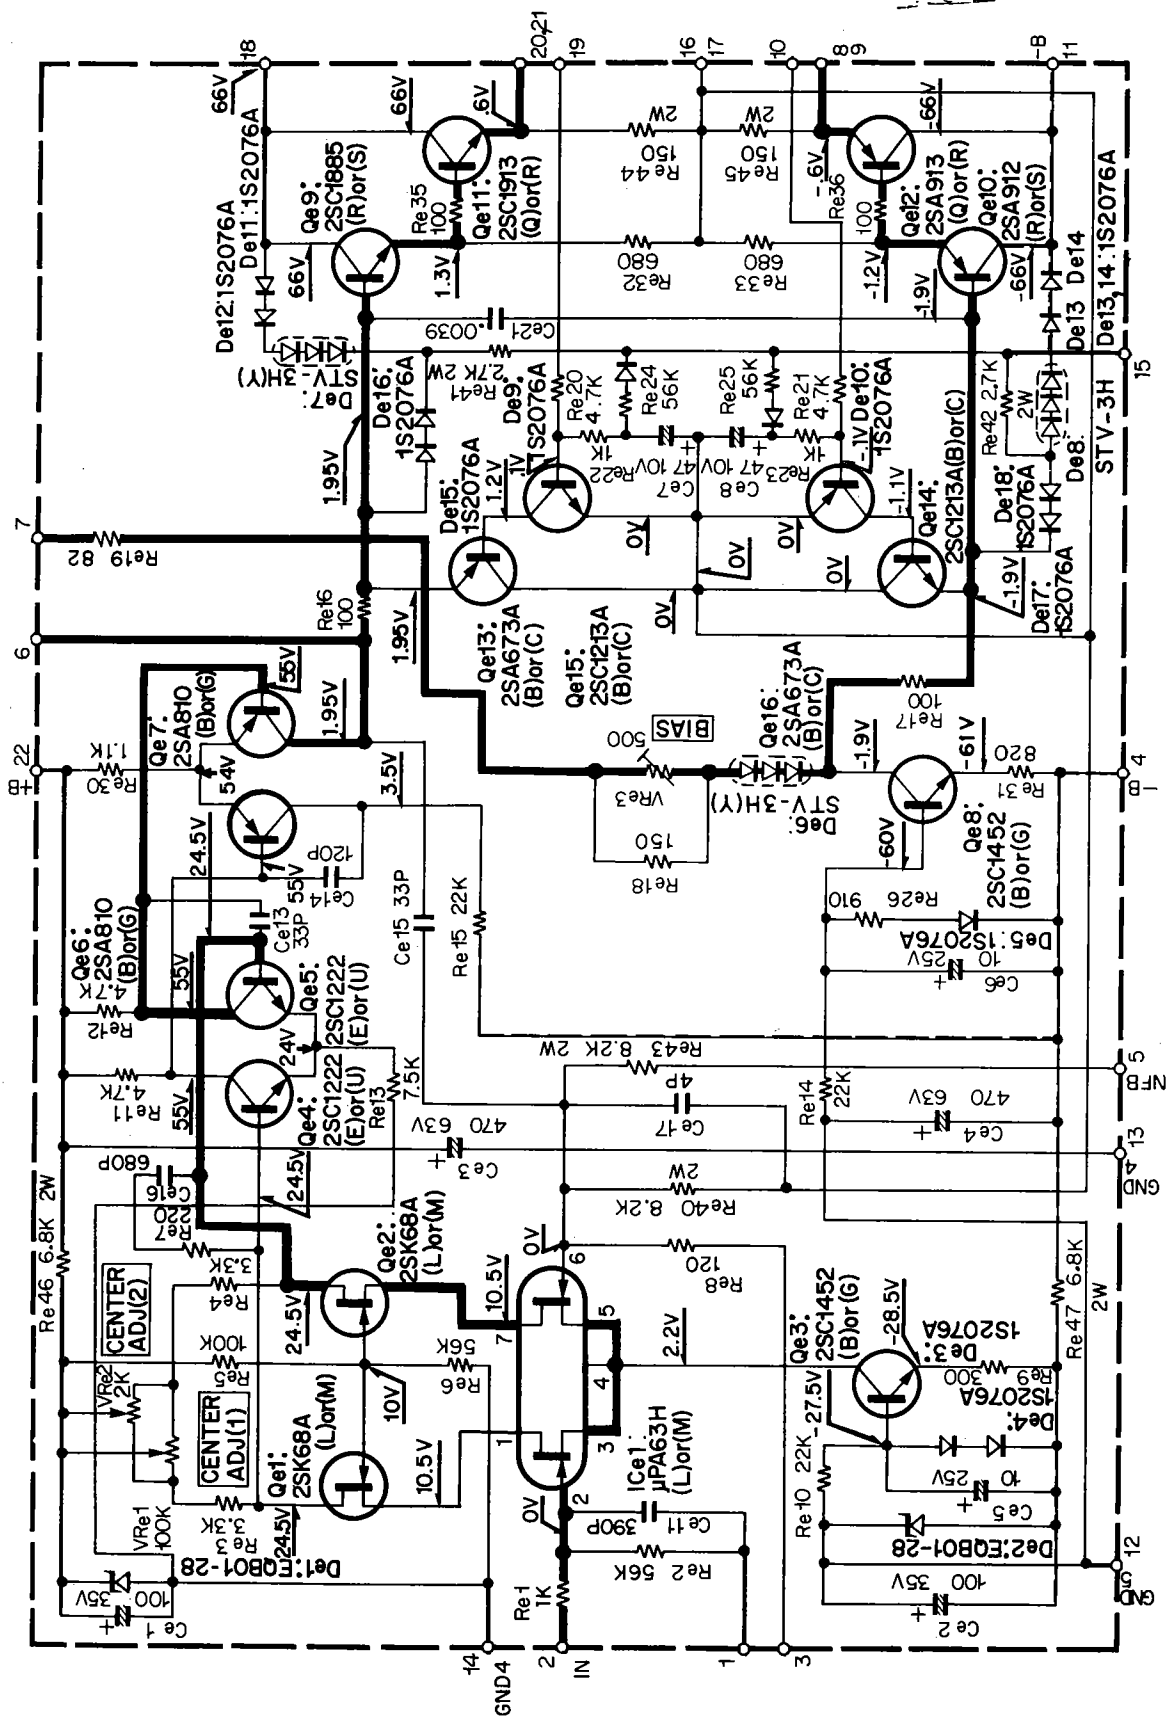 14
GND4
2
IN
1
3
12
5
GND
Ce 1
35V
100
+
De1:EQB01-28
VRe1
100K
VRe2
2K
CENTER
ADJ(1)
CENTER
ADJ(2)
Re46 6.8K 2W
Re3
3.3K
24.5V
Re4
3.3K
Re5
100K
Re6
56K
Re7
220
Ce16
680P
Qe1:
2SK68A
(L)or(M)
Qe2:
2SK68A
(L)or(M)
24.5V
10V
10.5V
10.5V
1
7
3
4
5
2
6
0V
0V
Re1
1K
Re2 56K
Ce11
390P
ICe1:
µPA63H
(L)or(M)
2.2V
Re8
120
Re40 8.2K
2W
Ce17
4P
Re43 8.2K 2W
Ce3
470
63V
+
Qe3:
2SC1452
(B)or(G)
-28.5V
-27.5V
De3:
1S2076A
De4:
1S2076A
Re9
300
Re10 22K
Ce5
10
25V
+
De2:EQB01-28
Ce2
100
35V
+
Re47 6.8K
2W
Re14
22K
Ce4
470
63V
+
4
GND
13
5
NFB
Re11
4.7K
Re12
4.7K
55V
55V
Qe4:
2SC1222
(E)or(U)
Qe5:
2SC1222
(E)or(U)
24V
24.5V
24.5V
Re13
7.5K
Ce13
33P
Ce14
120P
Ce15 33P
Re15 22K
Qe6:
2SA810
(B)or(G)
Qe7:
2SA810
(B)or(G)
55V
55V
54V
Re30
1.1K
+B
22
3.5V
1.95V
6
7
Re16
100
Re19 82
Re18
150
VRe3
500
BIAS
De6:
STV-3H(Y)
Qe16:
2SA673A
(B)or(C)
Re17
100
-1.9V
-60V
-61V
Qe8:
2SC1452
(B)or(G)
Re31
820
-B
4
Re26
910
De5:1S2076A
Ce6
10
25V
+
Qe13:
2SA673A
(B)or(C)
Qe15:
2SC1213A
(B)or(C)
1.95V
1.95V
De15:
1S2076A
De16:
1S2076A
1.2V
.1V
0V
0V
0V
0V
0V
-.1V
-1.1V
Qe14:
2SC1213A(B)or(C)
-1.9V
-1.9V
De17:
1S2076A
De18:
1S2076A
De8:
STV-3H
Re42 2.7K
2W
De13 De14
De13,14:1S2076A
15
De7:
STV-3H(Y)
De12:1S2076A
De11:1S2076A
Re41
2.7K 2W
Ce21
.0039
De9:
1S2076A
De10:
1S2076A
Re20
4.7K
Re21
4.7K
Re22
1K
Re23
1K
Re24
56K
Re25
56K
Ce7
47 10V
+
Ce8
47 10V
+
Qe9:
2SC1885
(R)or(S)
66V
1.3V
Re35
100
Qe11:
2SC1913
(Q)or(R)
66V
.6V
66V
18
20,21
19
16
17
10
8
9
-B
11
Re32
680
Re33
680
Re44
150
2W
Re45
150
2W
Re36
100
-.6V
-1.2V
-66V
-66V
Qe12:
2SA913
(Q)or(R)
Qe10:
2SA912
(R)or(S)